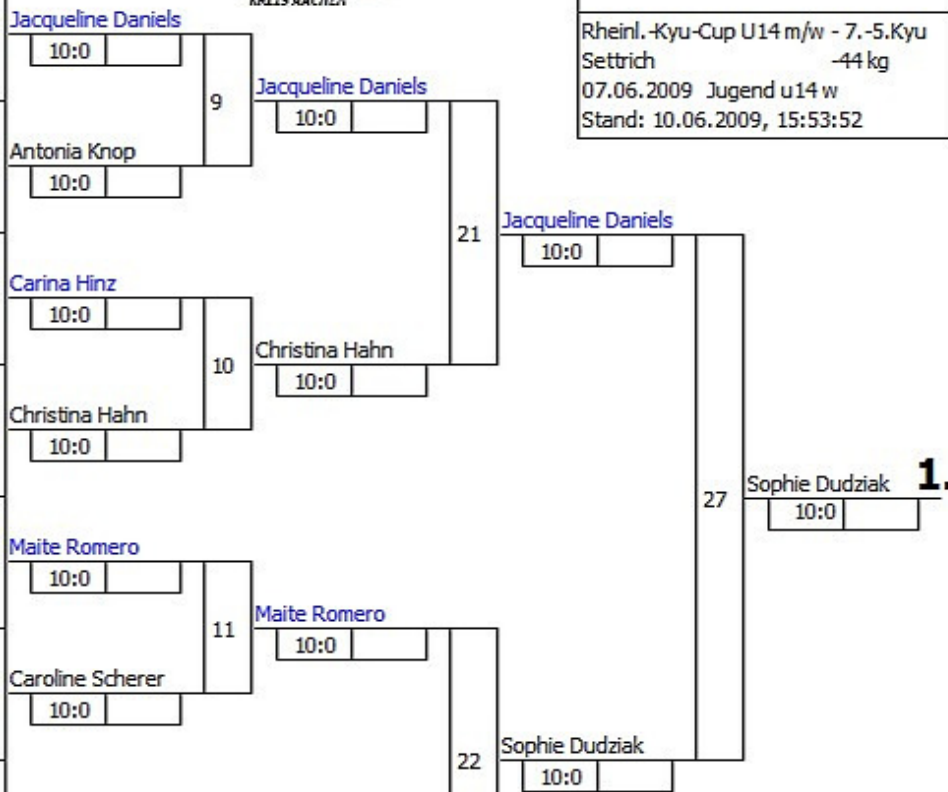 Jacqueline Daniels
10:0
9
Antonia Knop
10:0
Carina Hinz
10:0
10
Christina Hahn
10:0
Maite Romero
10:0
11
Caroline Scherer
10:0
Jacqueline Daniels
10:0
21
Christina Hahn
10:0
Maite Romero
10:0
22
Jacqueline Daniels
10:0
27
Sophie Dudziak
10:0
Sophie Dudziak 1.
10:0
Rheinl.-Kyu-Cup U14 m/w - 7.-5.Kyu
Settrich -44 kg
07.06.2009 Jugend u14 w
Stand: 10.06.2009, 15:53:52